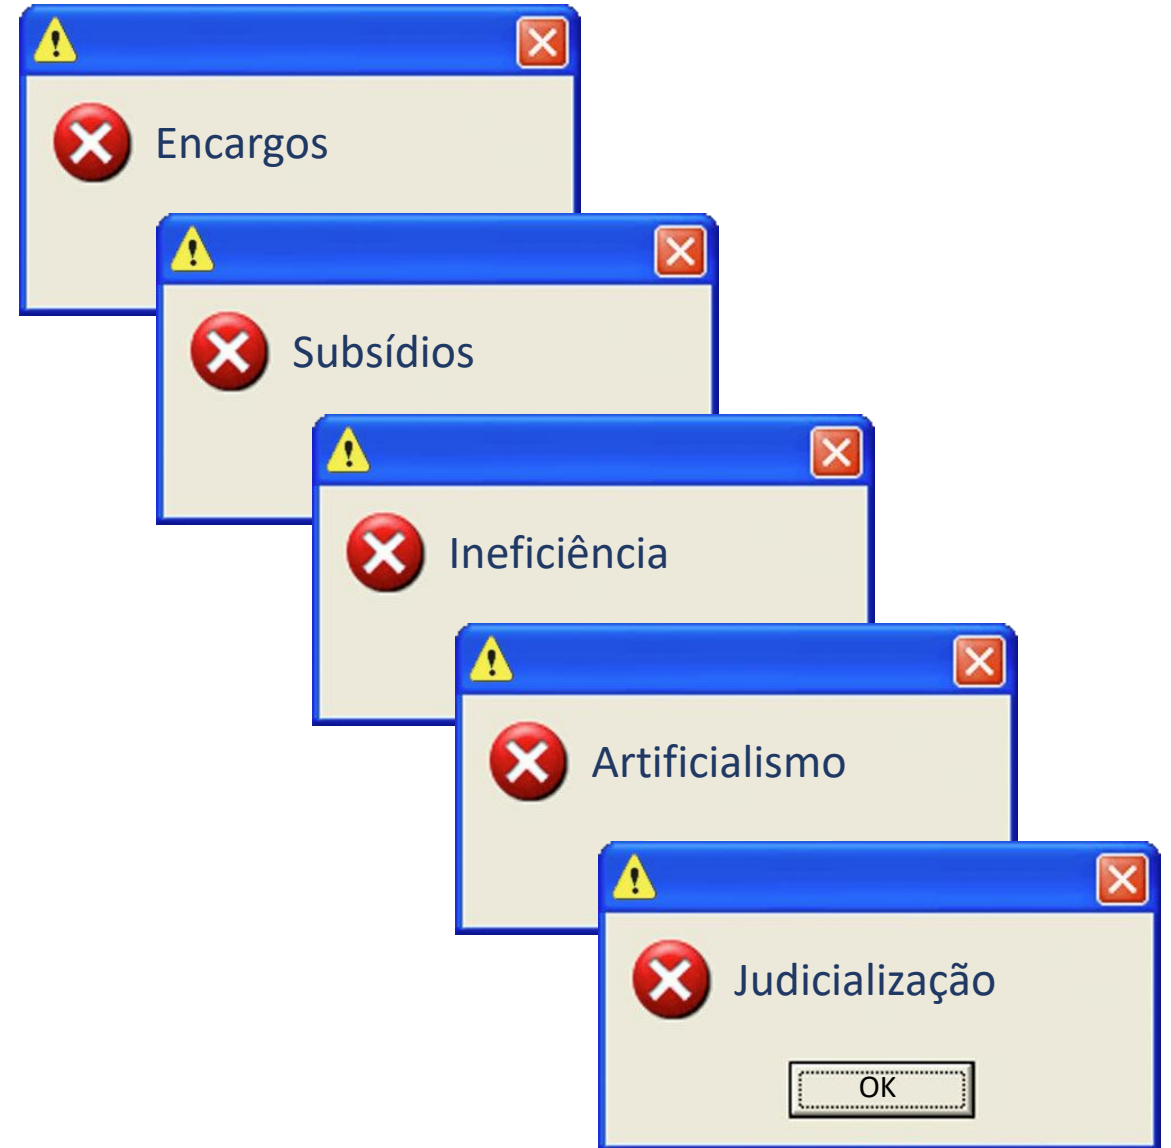 Encargos
Subsídios
Ineficiência
Artificialismo
Judicialização
OK